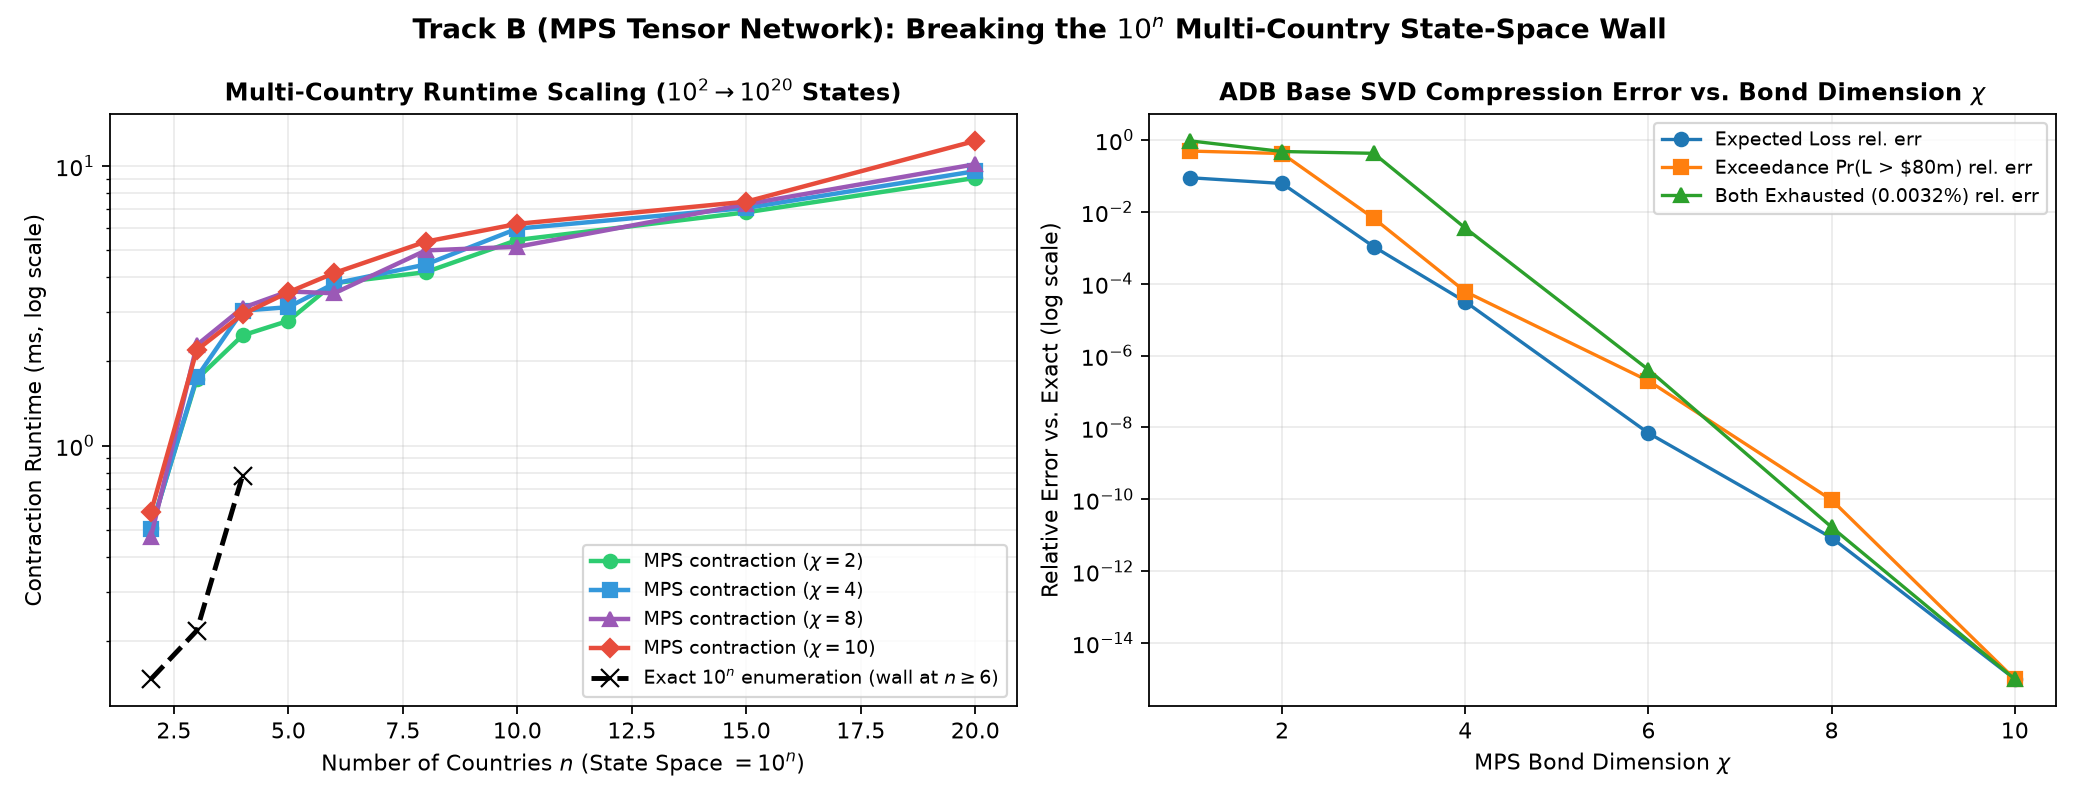 Track B (MPS Tensor Network): Breaking the 10ⁿ Multi-Country State-Space Wall
Multi-Country Runtime Scaling (10² → 10²⁰ States)
Contraction Runtime (ms, log scale)
10¹
10⁰
MPS contraction (χ = 2)
MPS contraction (χ = 4)
MPS contraction (χ = 8)
MPS contraction (χ = 10)
Exact 10ⁿ enumeration (wall at n ≥ 6)
2.5 5.0 7.5 10.0 12.5 15.0 17.5 20.0
Number of Countries n (State Space = 10ⁿ)
ADB Base SVD Compression Error vs. Bond Dimension χ
Relative Error vs. Exact (log scale)
10⁰
10⁻²
10⁻⁴
10⁻⁶
10⁻⁸
10⁻¹⁰
10⁻¹²
10⁻¹⁴
Expected Loss rel. err
Exceedance Pr(L > $80m) rel. err
Both Exhausted (0.0032%) rel. err
2 4 6 8 10
MPS Bond Dimension χ